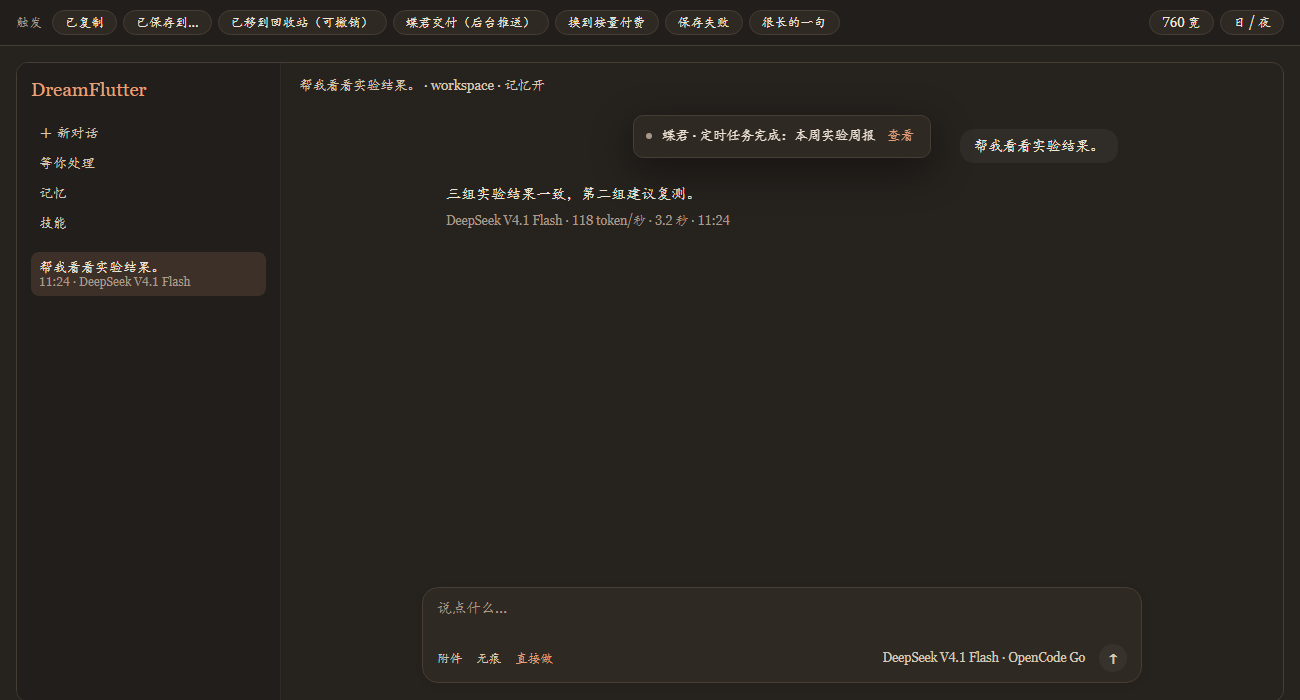 触发 已复制 已保存到... 已移到回收站（可撤销） 蝶君交付（后台推送） 换到按量付费 保存失败 很长的一句 760 宽 日 / 夜
DreamFlutter
＋ 新对话
等你处理
记忆
技能
帮我看看实验结果。
11:24 · DeepSeek V4.1 Flash
帮我看看实验结果。 · workspace · 记忆开
蝶君 · 定时任务完成：本周实验周报 查看
帮我看看实验结果。
三组实验结果一致，第二组建议复测。
DeepSeek V4.1 Flash · 118 token/秒 · 3.2 秒 · 11:24
说点什么...
附件 无痕 直接做 DeepSeek V4.1 Flash · OpenCode Go ↑